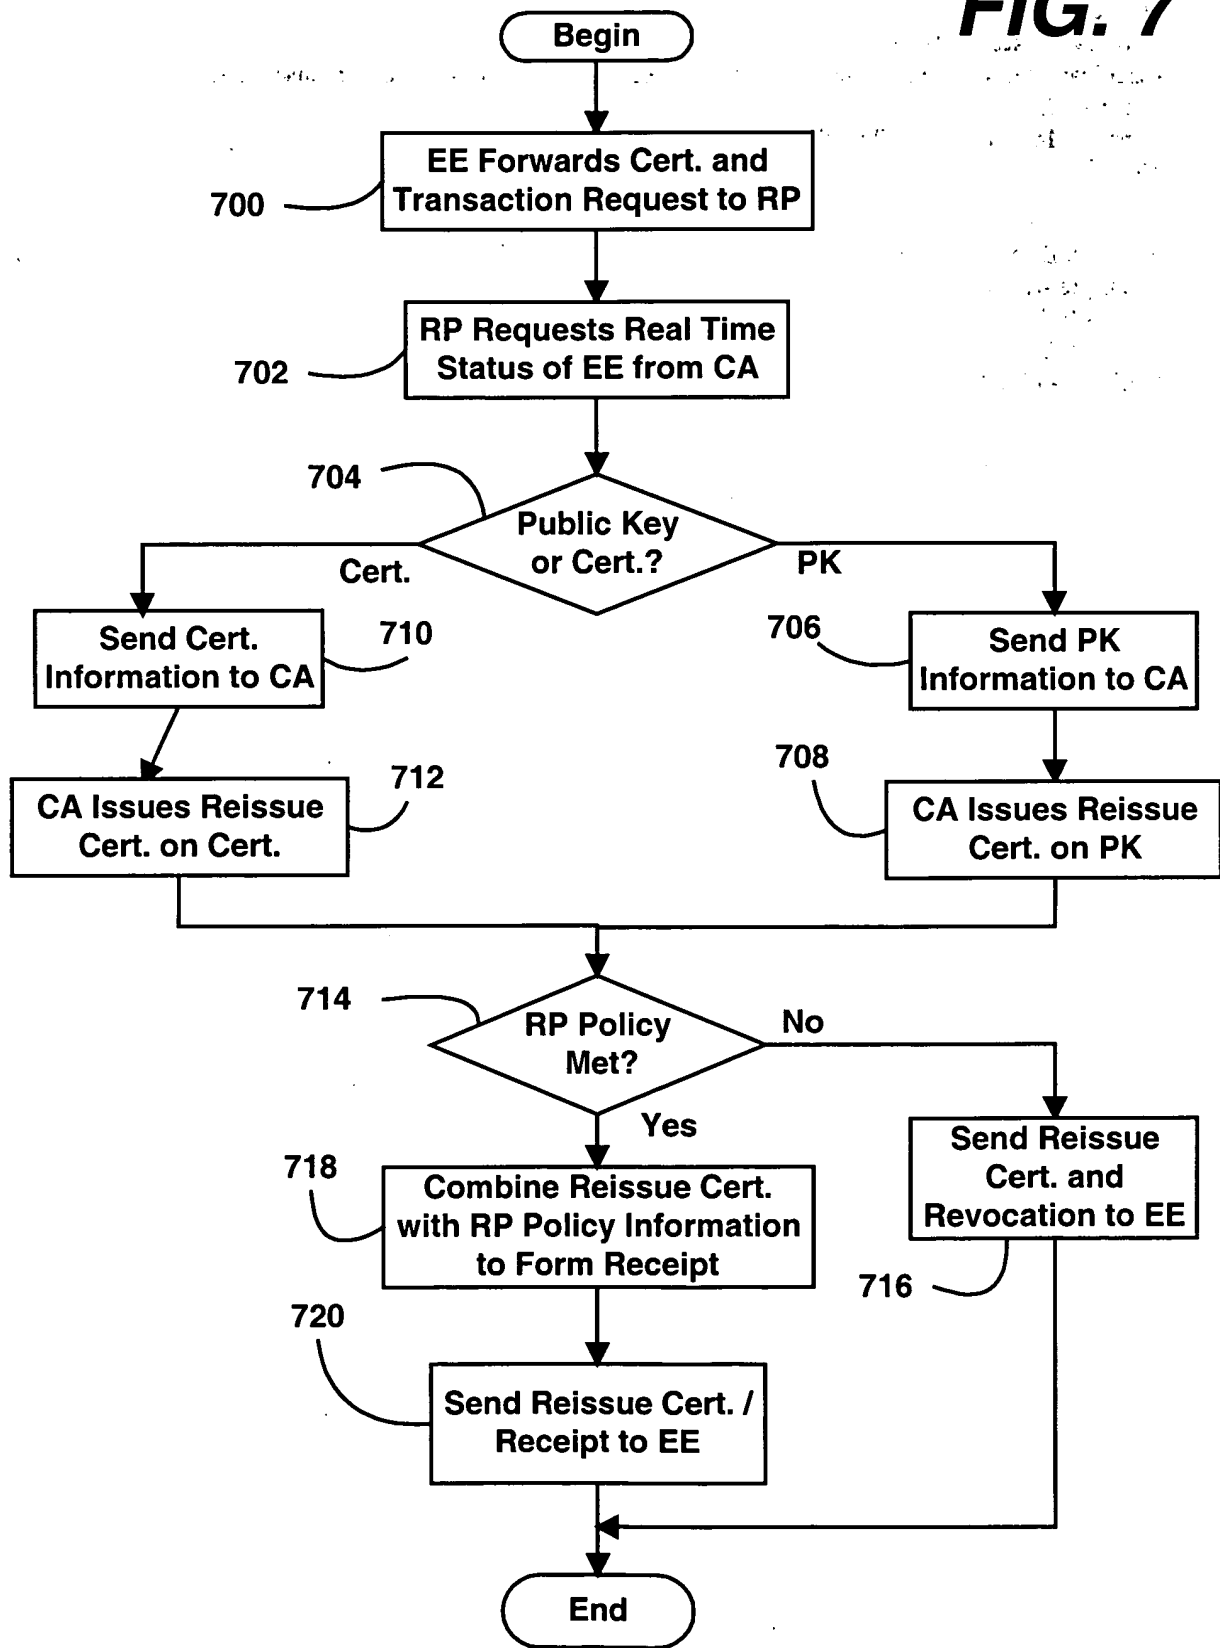 FIG. 7
Begin
EE Forwards Cert. and
Transaction Request to RP
700
RP Requests Real Time
Status of EE from CA
702
704
Public Key
or Cert.?
Cert.
PK
Send Cert.
Information to CA
710
706
Send PK
Information to CA
CA Issues Reissue
Cert. on Cert.
712
708
CA Issues Reissue
Cert. on PK
714
RP Policy
Met?
No
Yes
718
Combine Reissue Cert.
with RP Policy Information
to Form Receipt
Send Reissue
Cert. and
Revocation to EE
716
720
Send Reissue Cert. /
Receipt to EE
End